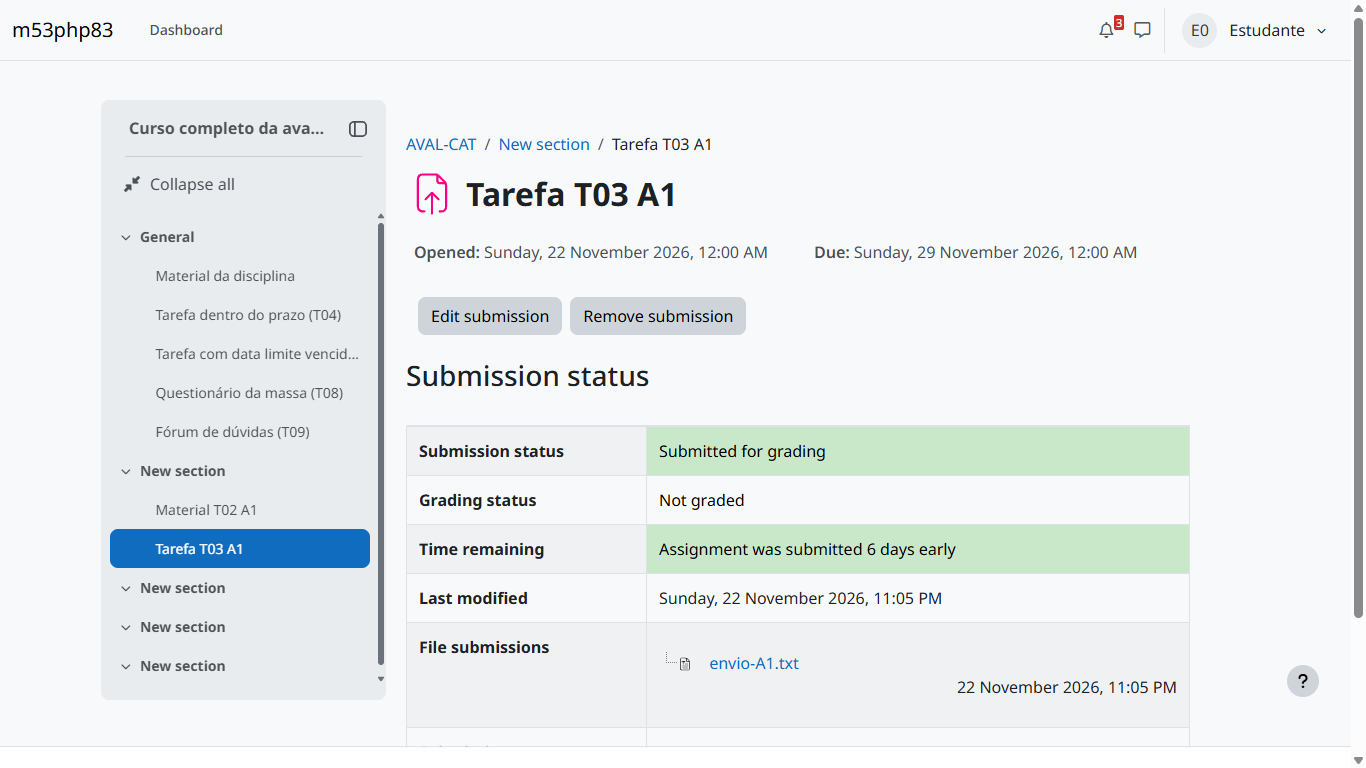 m53php83
Dashboard
3
E0
Estudante
Curso completo da ava...
Collapse all
General
Material da disciplina
Tarefa dentro do prazo (T04)
Tarefa com data limite vencid...
Questionário da massa (T08)
Fórum de dúvidas (T09)
New section
Material T02 A1
Tarefa T03 A1
New section
New section
New section
AVAL-CAT / New section / Tarefa T03 A1
Tarefa T03 A1
Opened: Sunday, 22 November 2026, 12:00 AM
Due: Sunday, 29 November 2026, 12:00 AM
Edit submission
Remove submission
Submission status
Submission status
Submitted for grading
Grading status
Not graded
Time remaining
Assignment was submitted 6 days early
Last modified
Sunday, 22 November 2026, 11:05 PM
File submissions
envio-A1.txt
22 November 2026, 11:05 PM
?